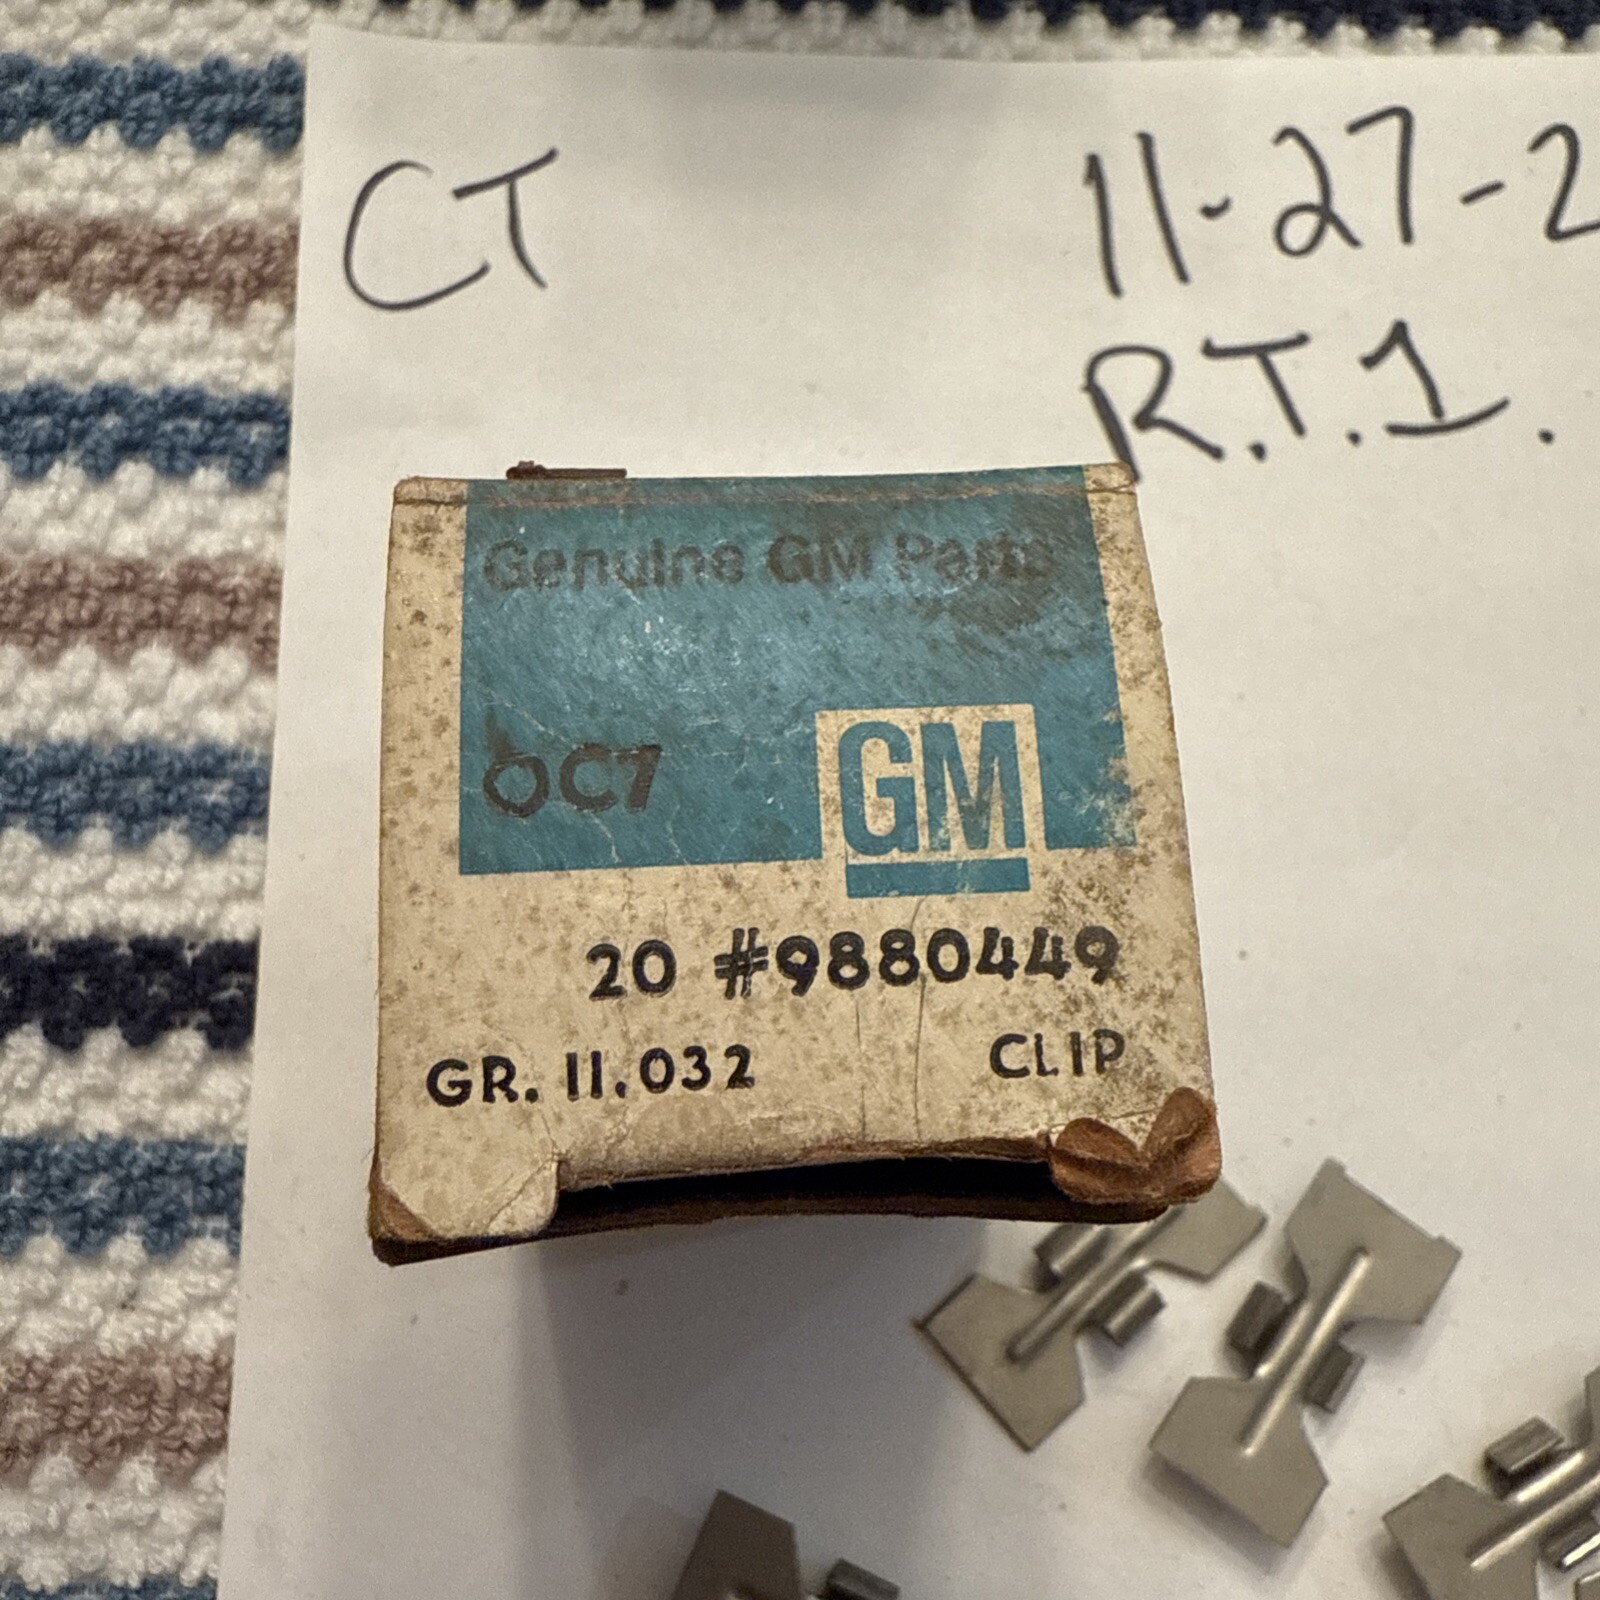 CT
11-27-2
R.T.1.
Genuine GM Parts
OC7
GM
20 #9880449
GR. 11.032 CLIP